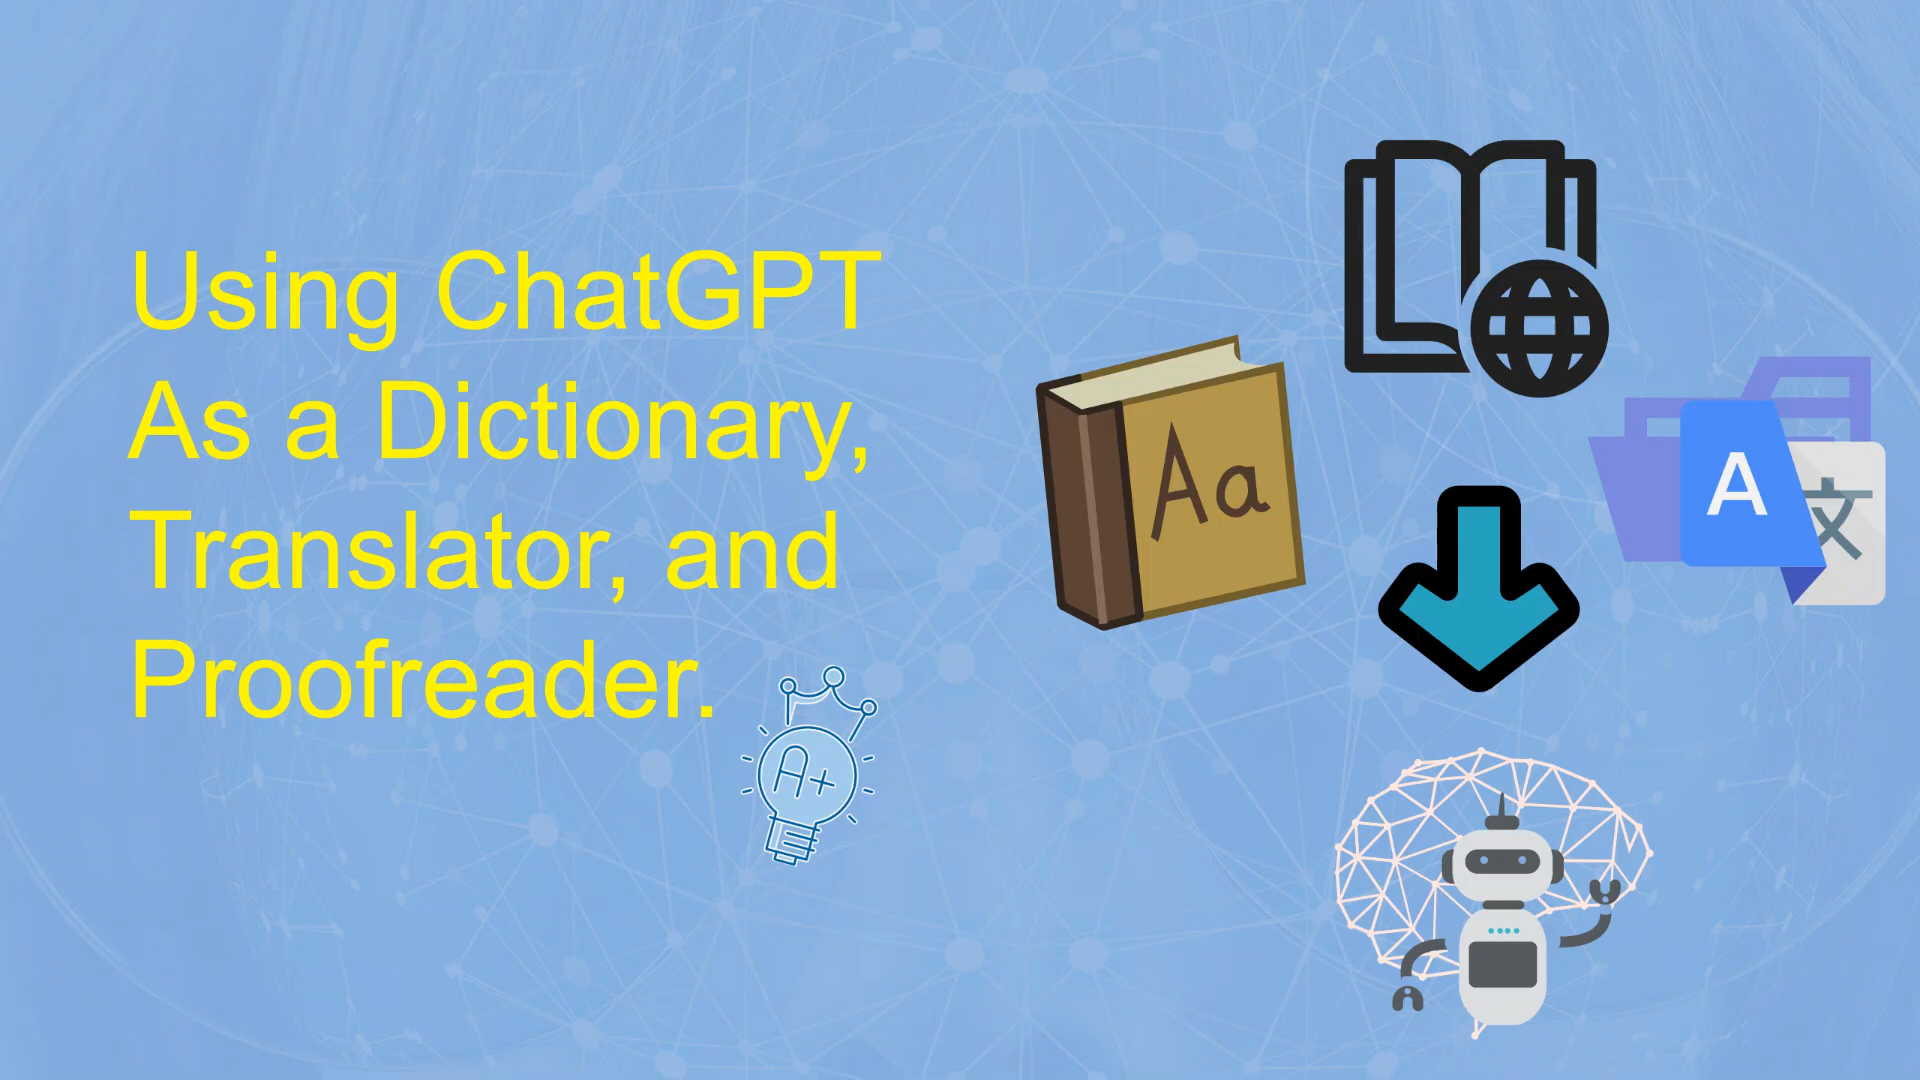 Using ChatGPT
As a Dictionary,
Translator, and
Proofreader.
A+
Aa
A
文